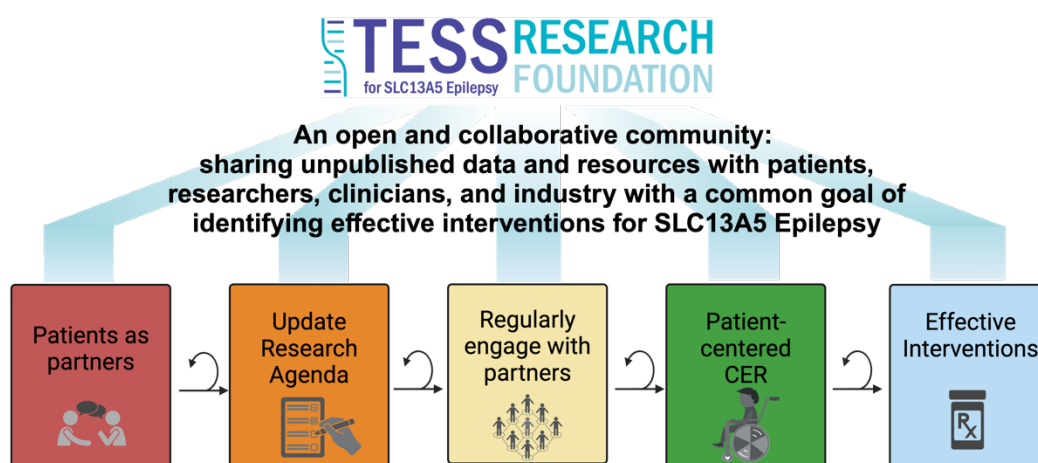 TESS RESEARCH
for SLC13A5 Epilepsy FOUNDATION
An open and collaborative community:
sharing unpublished data and resources with patients,
researchers, clinicians, and industry with a common goal of
identifying effective interventions for SLC13A5 Epilepsy
Patients as
partners
Update
Research
Agenda
Regularly
engage with
partners
Patient-
centered
CER
Effective
Interventions
Rx